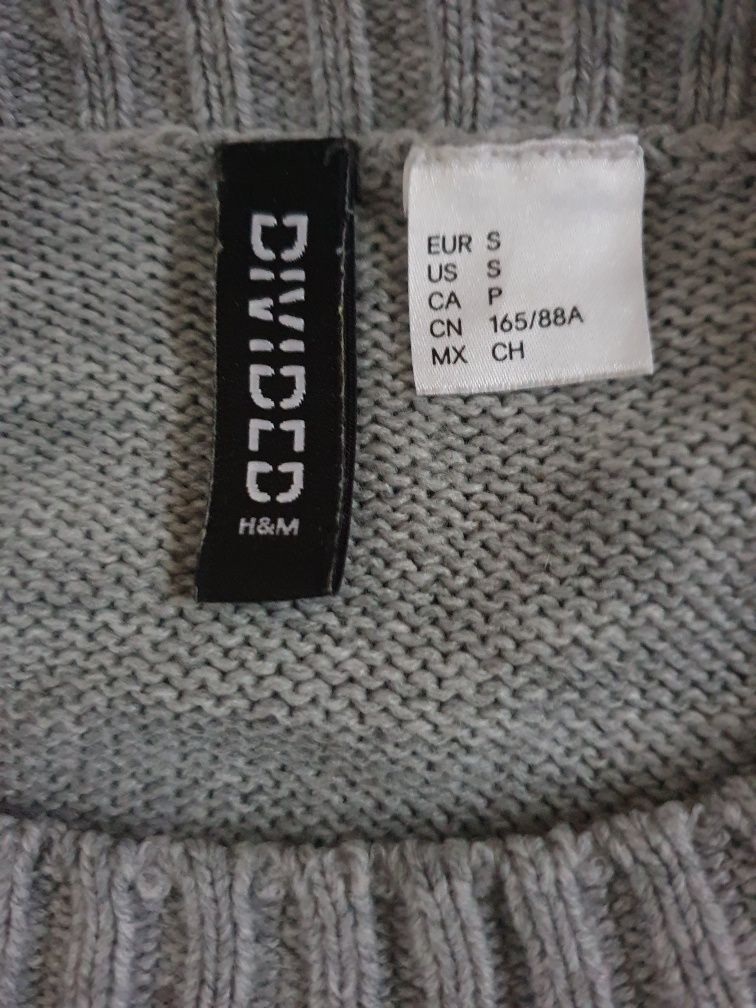 DIVIDED
H&M
EUR S
US S
CA P
CN 165/88A
MX CH